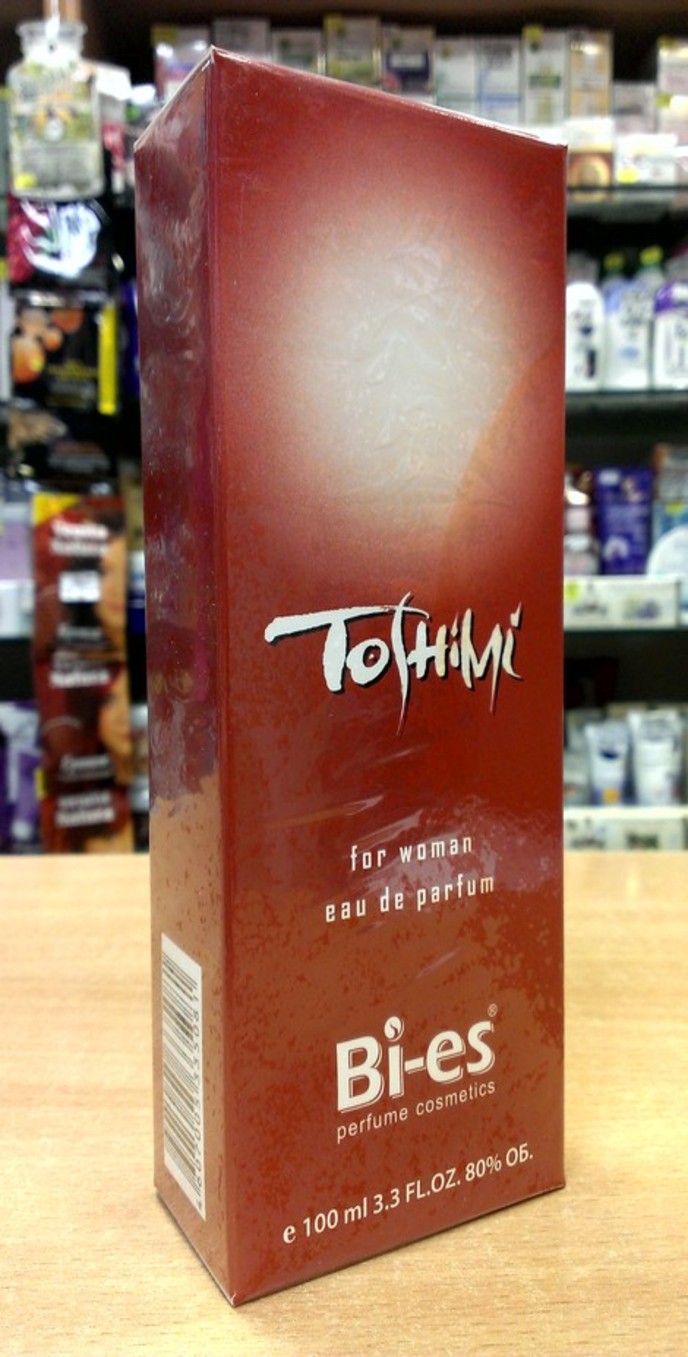 ToSHiMi
for woman
eau de parfum
Bi-es®
perfume cosmetics
e 100 ml 3.3 FL.OZ. 80% ОБ.